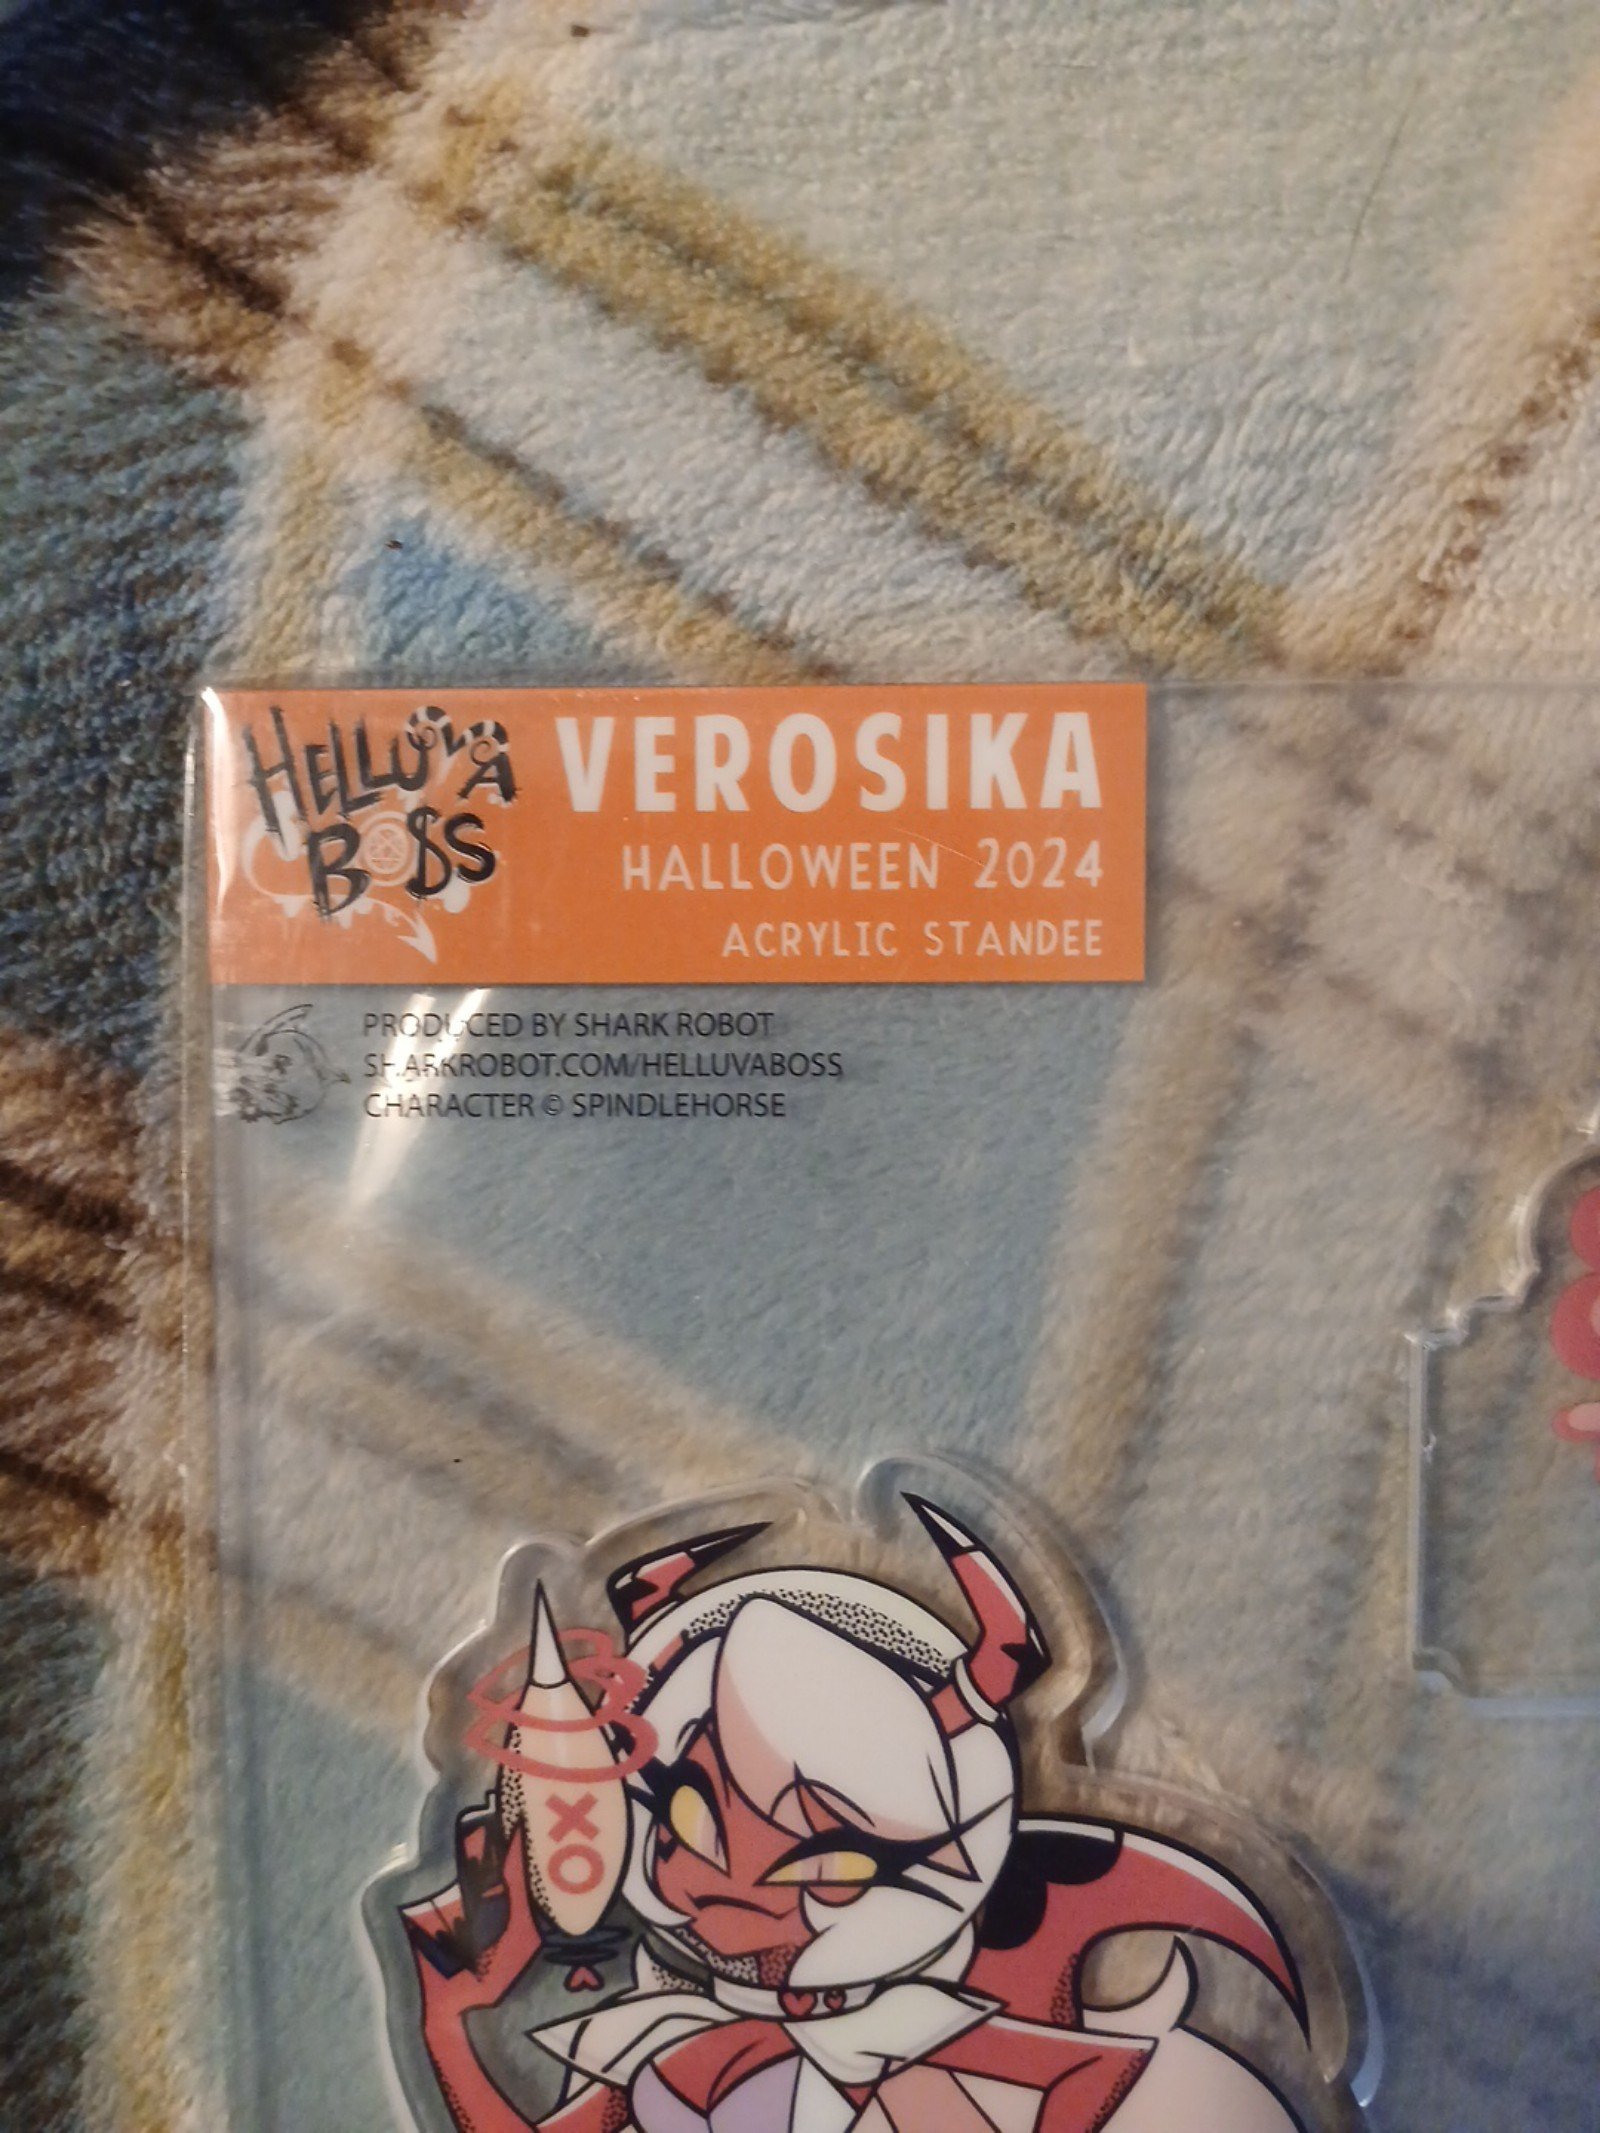 HELLUVA
BOSS
VEROSIKA
HALLOWEEN 2024
ACRYLIC STANDEE
PRODUCED BY SHARK ROBOT
SHARKROBOT.COM/HELLUVABOSS
CHARACTER © SPINDLEHORSE
XO